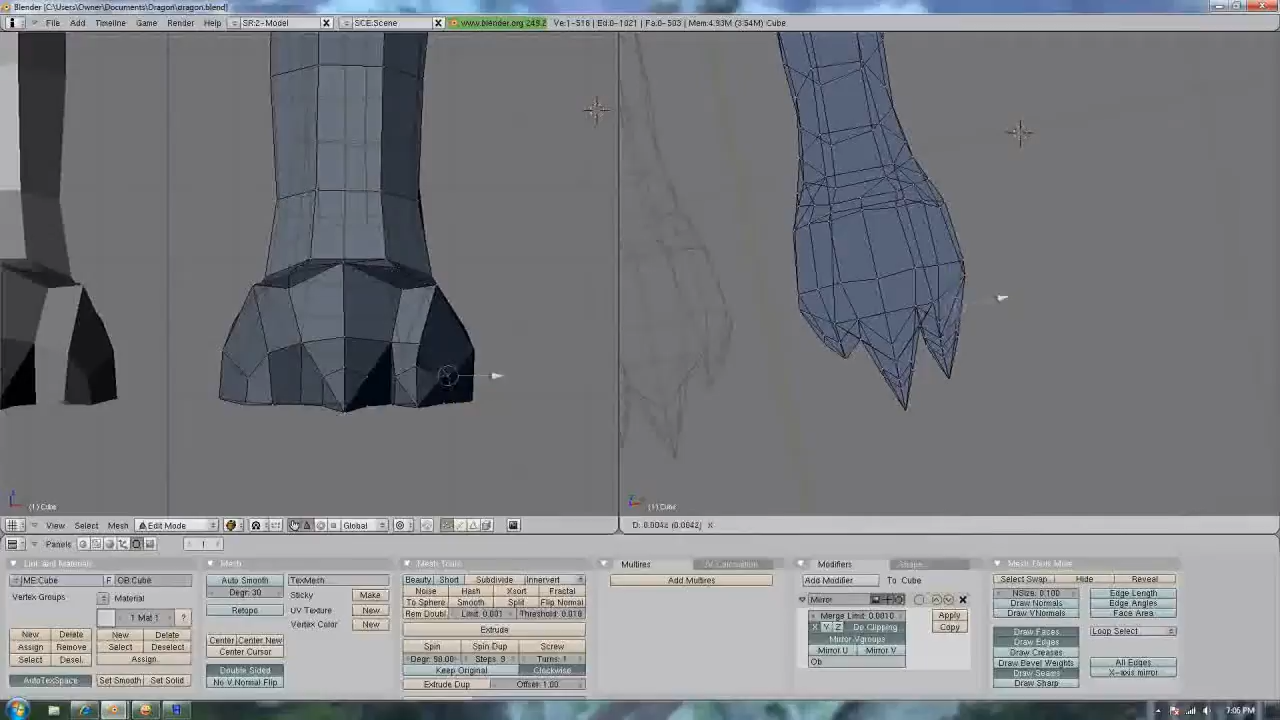 Blender [C:\Users\Owner\Documents\Dragon\dragon.blend]
File Add Timeline Game Render Help SR:2-Model SCE:Scene www.blender.org 249.2 Ve:1-516 | Ed:0-1021 | Fa:0-503 | Mem:4.93M (3.54M) Cube
(1) Cube
(1) Cube
View Select Mesh Edit Mode Global D: 0.0042 (0.0042) X
Panels 1
Link and Materials Mesh Mesh Tools Multires Modifiers Shapes Mesh Tools More
ME:Cube F OB:Cube Auto Smooth TexMesh: Beauty Short Subdivide Innervert Add Multires Add Modifier To: Cube Select Swap Hide Reveal
Vertex Groups Degr: 30 Sticky Make Noise Hash Xsort Fractal Mirror NSize: 0.100 Edge Length
1 Mat 1 ? Retopo UV Texture New To Sphere Smooth Split Flip Normal Merge Limit: 0.0010 Apply Draw Normals Edge Angles
Vertex Color New Rem Doubl Limit: 0.001 Threshold: 0.018 X Y Z Do Clipping Copy Draw VNormals Face Area
New Delete New Delete Center Center New Extrude Mirror Vgroups Draw Faces Loop Select
Assign Remove Select Deselect Center Cursor Spin Spin Dup Screw Mirror U Mirror V Draw Edges
Select Desel. Assign Degr: 90.00 Steps: 9 Turns: 1 Ob Draw Creases All Edges
AutoTexSpace Set Smooth Set Solid Double Sided Keep Original Clockwise Draw Bevel Weights X-axis mirror
No V.Normal Flip Extrude Dup Offset: 1.00 Draw Seams
Draw Sharp
7:06 PM